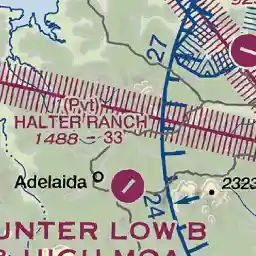 27
(Pvt)
HALTER RANCH
1488 - 33
Adelaida
2323
24
UNTER LOW B
& HIGH MOA